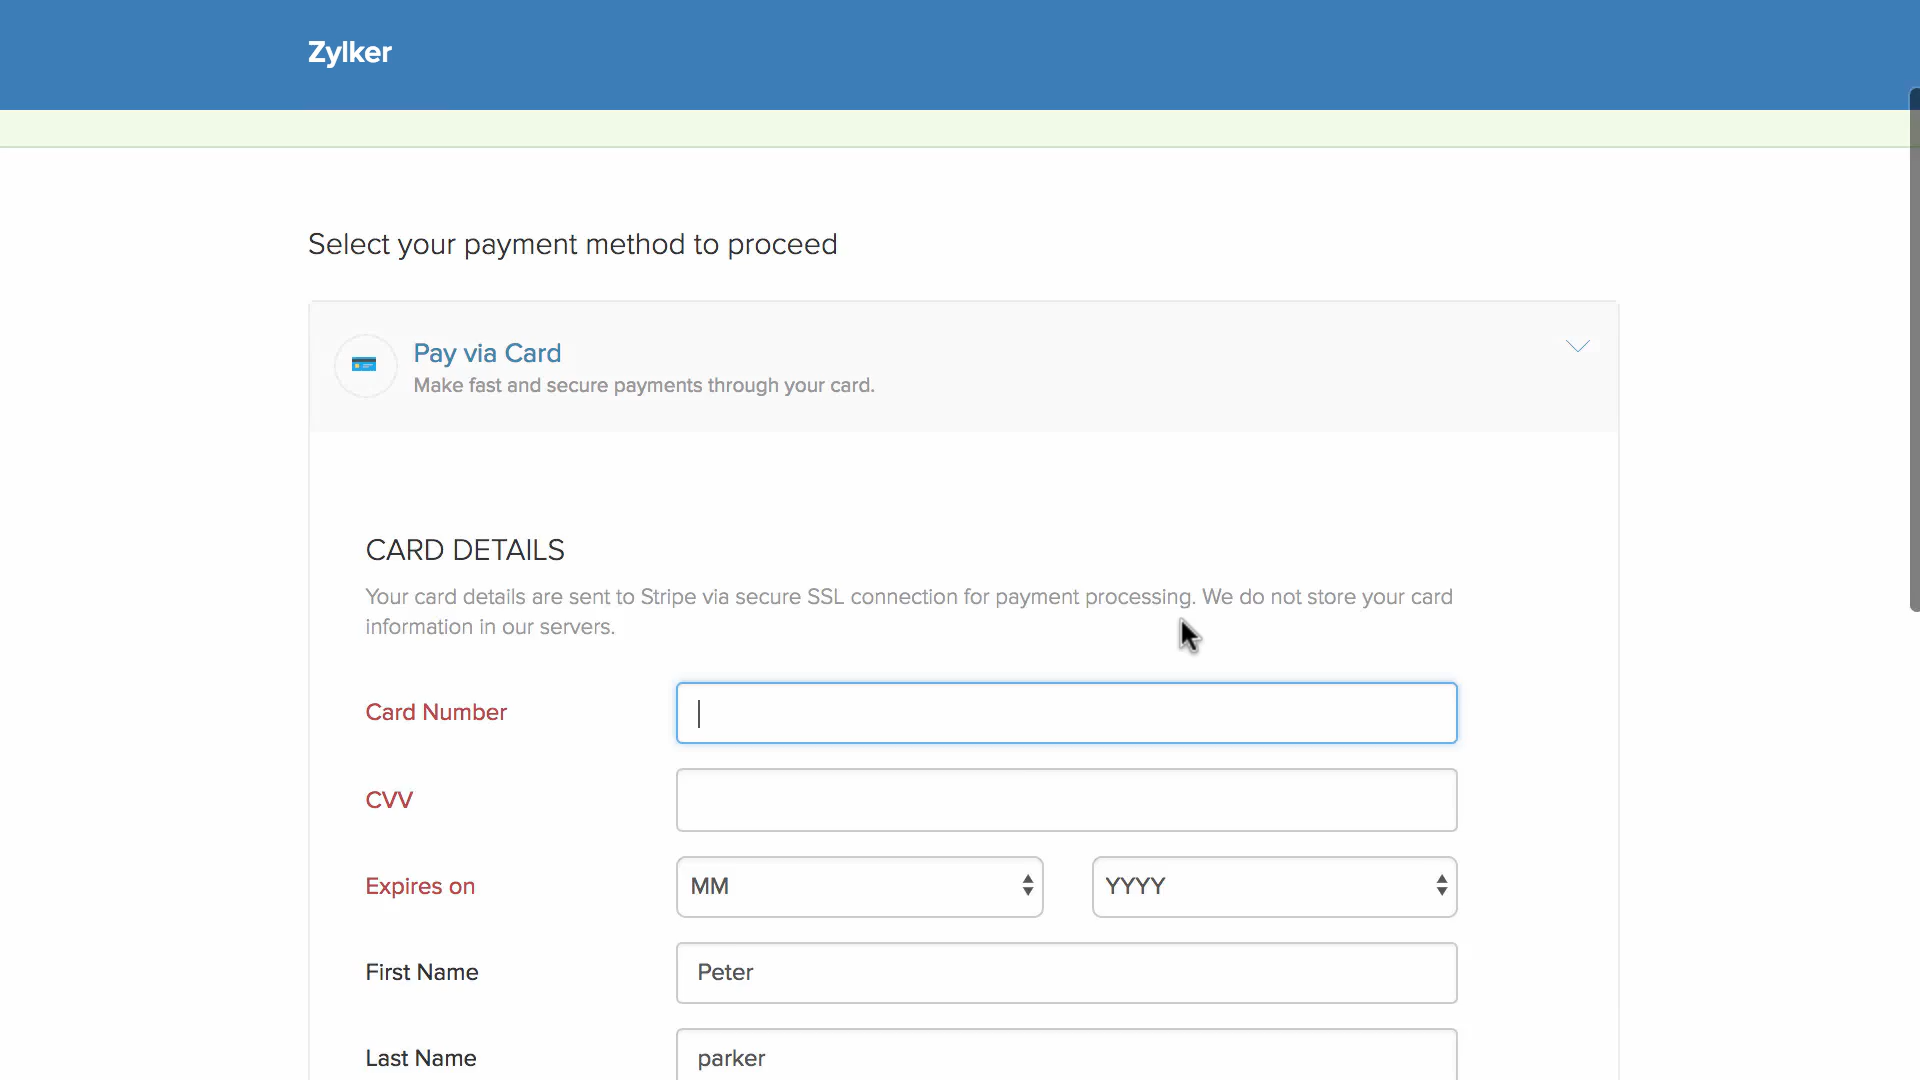 Zylker
Select your payment method to proceed
Pay via Card
Make fast and secure payments through your card.
CARD DETAILS
Your card details are sent to Stripe via secure SSL connection for payment processing. We do not store your card
information in our servers.
Card Number
CVV
Expires on MM YYYY
First Name Peter
Last Name parker